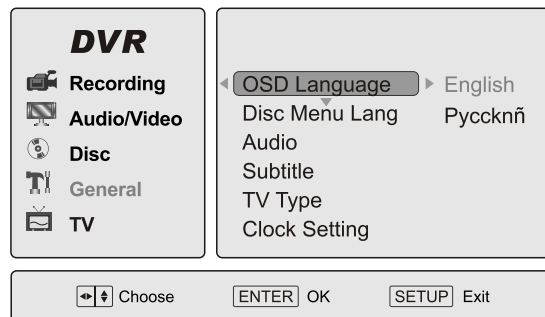 DVR
Recording
Audio/Video
Disc
General
TV
OSD Language English
Disc Menu Lang Pyccknñ
Audio
Subtitle
TV Type
Clock Setting
Choose ENTER OK SETUP Exit